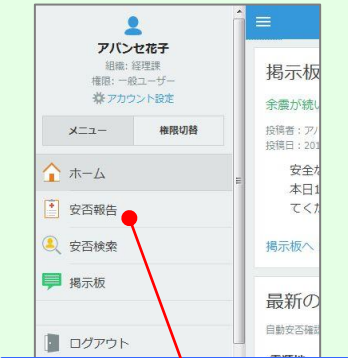 アバンセ花子
組織: 経理課
権限: 一般ユーザー
アカウント設定
メニュー
権限切替
ホーム
安否報告
安否検索
掲示板
ログアウト
掲示板
余震が続い
投稿者：アバ
投稿日：201
安全な
本日1
てくだ
掲示板へ
最新の
自動安否確認